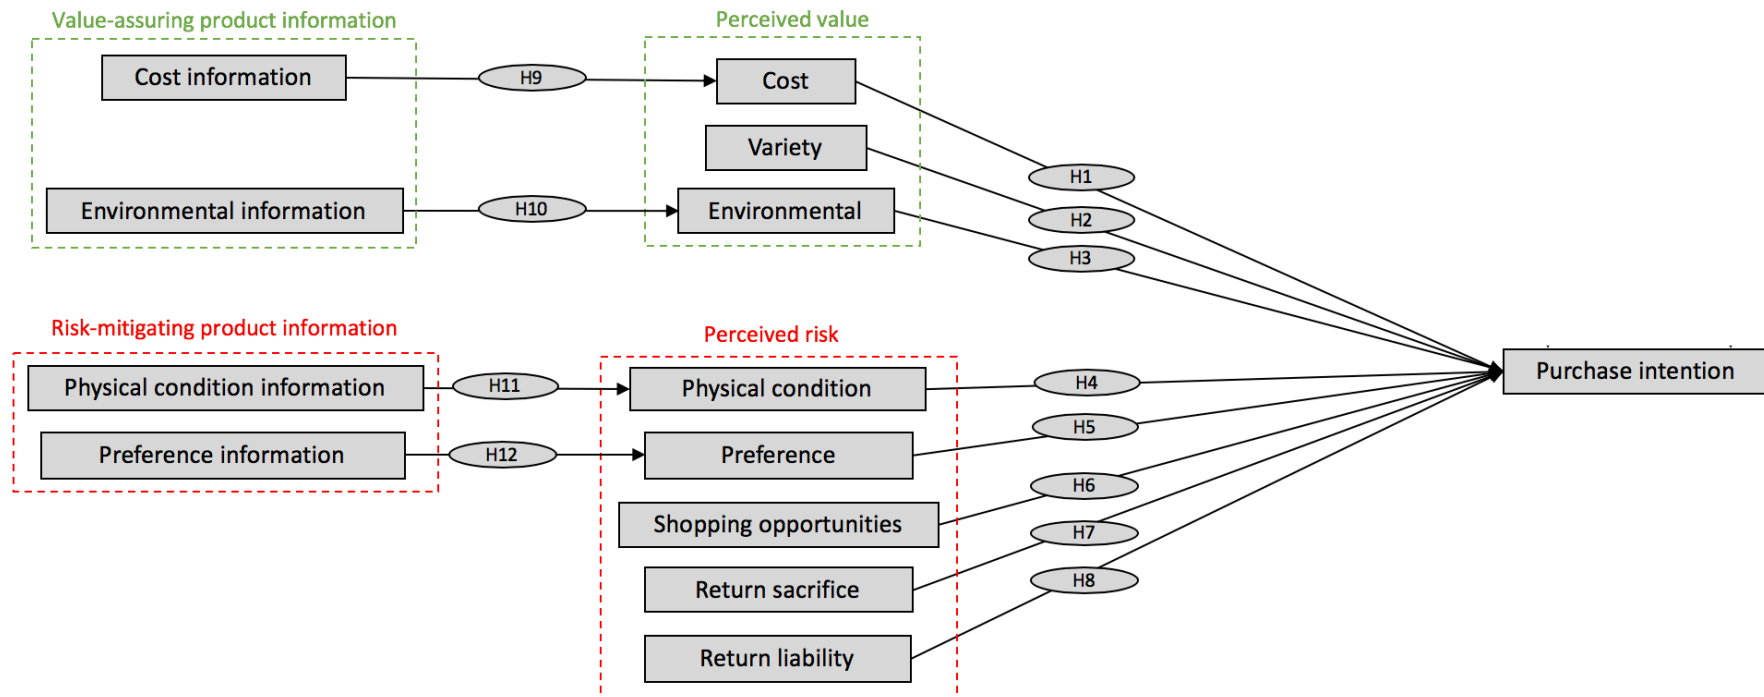 Value-assuring product information
Perceived value
Cost information
H9
Cost
Variety
H1
Environmental information
H10
Environmental
H2
H3
Risk-mitigating product information
Perceived risk
Physical condition information
H11
Physical condition
H4
Purchase intention
Preference information
H12
Preference
H5
H6
Shopping opportunities
H7
Return sacrifice
H8
Return liability